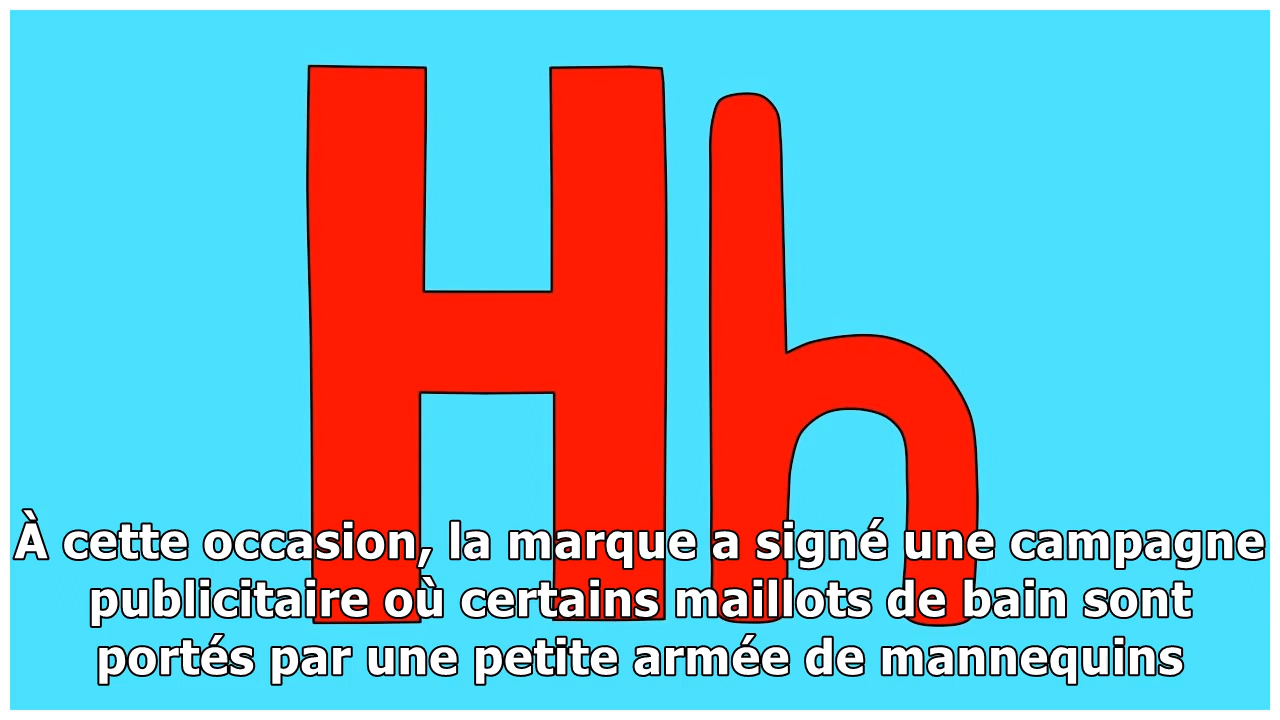 Hh
À cette occasion, la marque a signé une campagne
publicitaire où certains maillots de bain sont
portés par une petite armée de mannequins